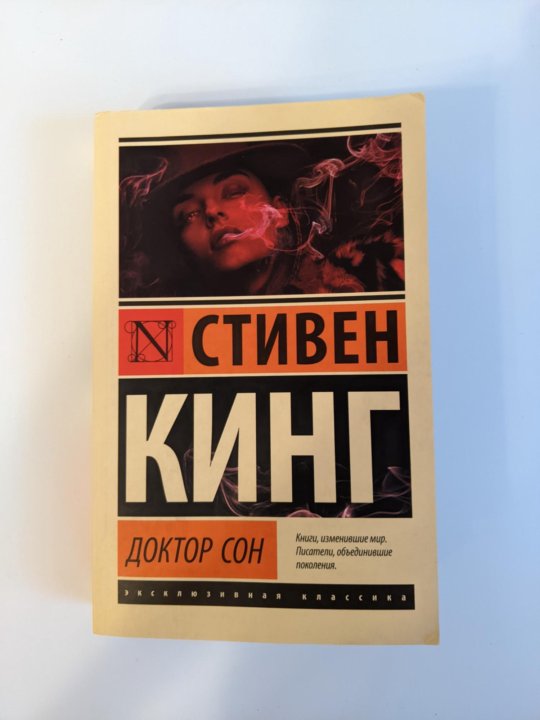 N
СТИВЕН
КИНГ
ДОКТОР СОН
Книги, изменившие мир.
Писатели, объединившие
поколения.
эксклюзивная классика